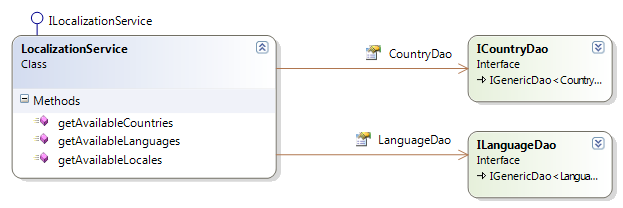 ILocalizationService
LocalizationService
Class
Methods
getAvailableCountries
getAvailableLanguages
getAvailableLocales
CountryDao
ICountryDao
Interface
IGenericDao<Country...
LanguageDao
ILanguageDao
Interface
IGenericDao<Langua...